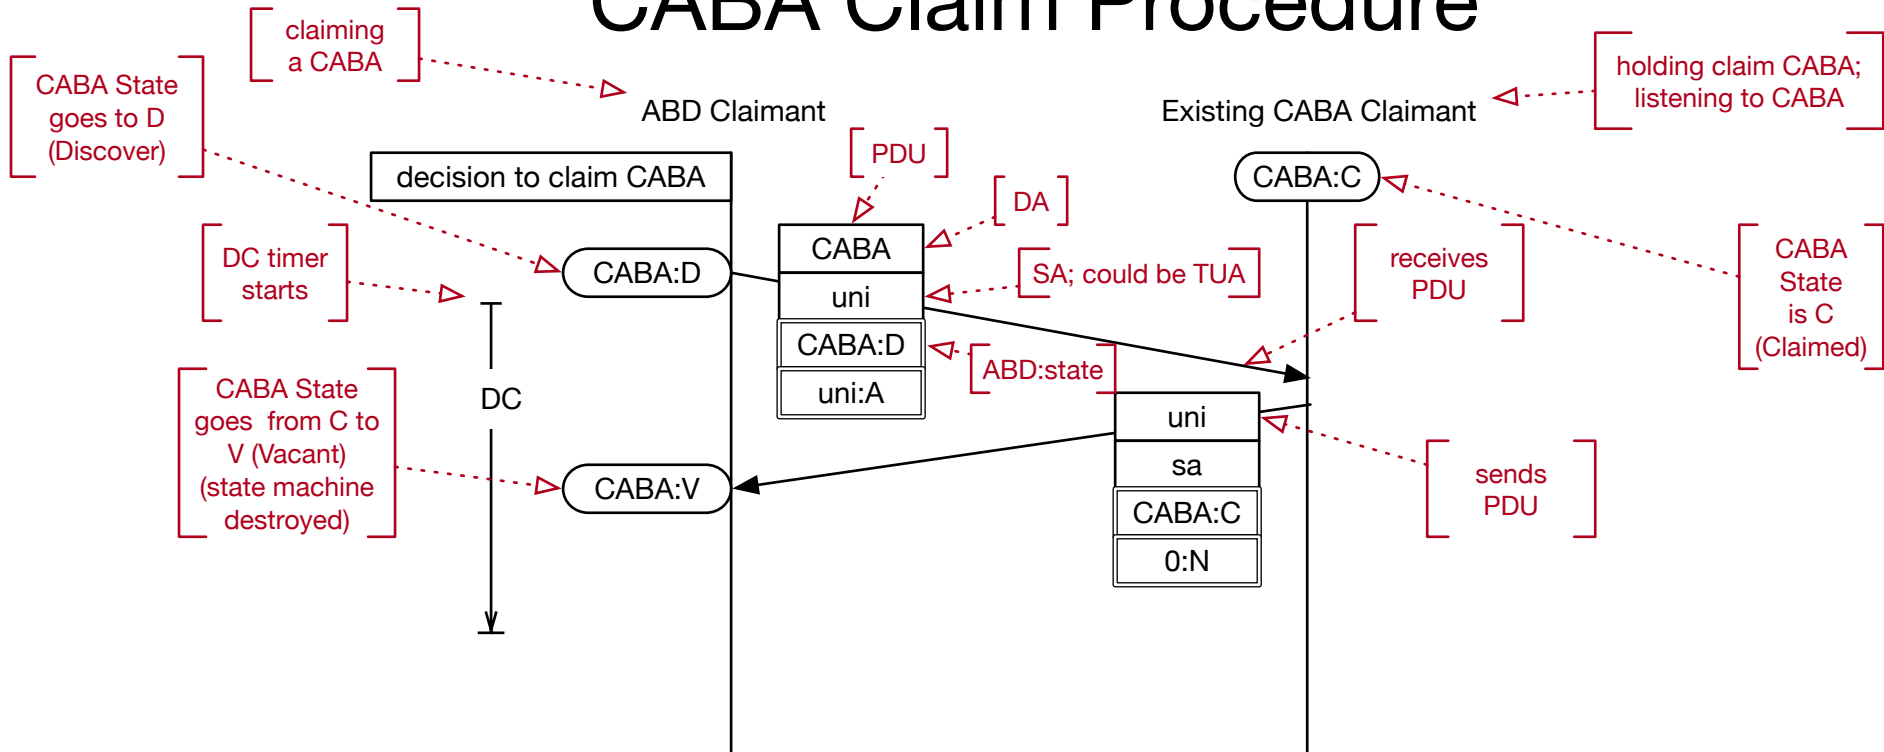 CABA Claim Procedure
claiming
a CABA
CABA State
goes to D
(Discover)
holding claim CABA;
listening to CABA
ABD Claimant
Existing CABA Claimant
PDU
decision to claim CABA
CABA:C
DA
DC timer
starts
CABA
CABA:D
SA; could be TUA
receives
PDU
CABA
State
is C
(Claimed)
uni
CABA:D
ABD:state
uni:A
CABA State
goes from C to
V (Vacant)
(state machine
destroyed)
DC
uni
CABA:V
sa
sends
PDU
CABA:C
0:N